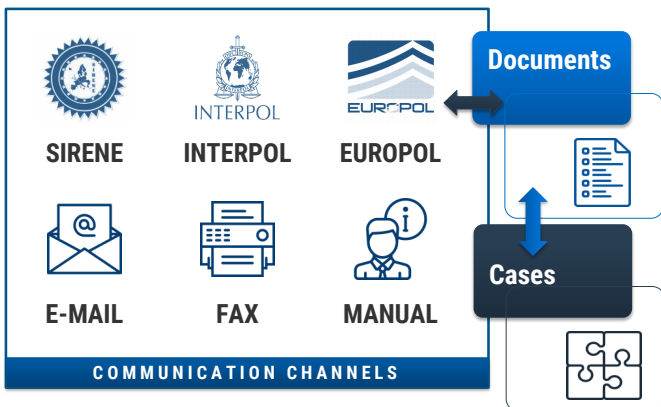 INTERPOL
EUROPOL
Documents
SIRENE
INTERPOL
EUROPOL
@
i
E-MAIL
FAX
MANUAL
Cases
COMMUNICATION CHANNELS